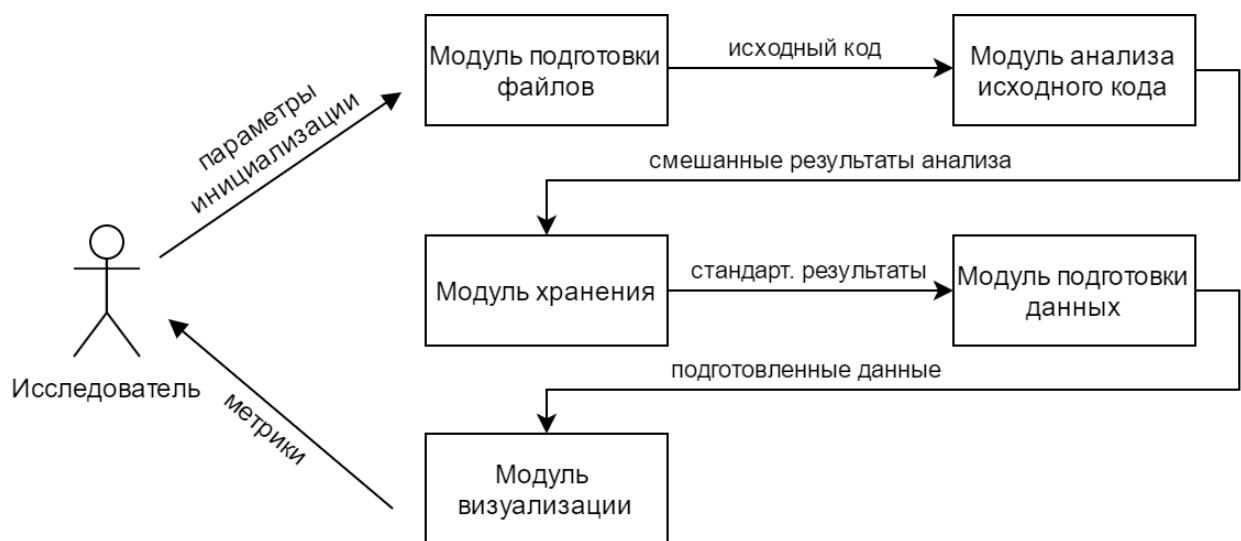 Модуль подготовки
файлов
исходный код
Модуль анализа
исходного кода
параметры
инициализации
смешанные результаты анализа
Модуль хранения
стандарт. результаты
Модуль подготовки
данных
Исследователь
подготовленные данные
метрики
Модуль
визуализации